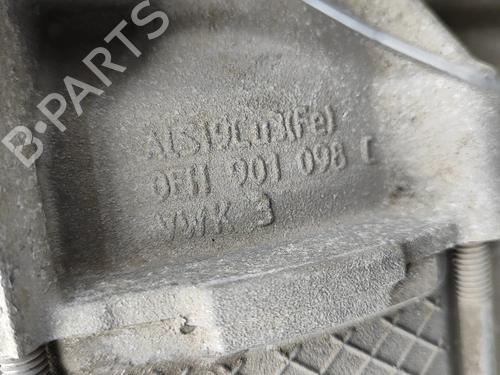 B-PARTS
ALSi9Cu3(Fe)
0FH 901 098 C
VWK 3